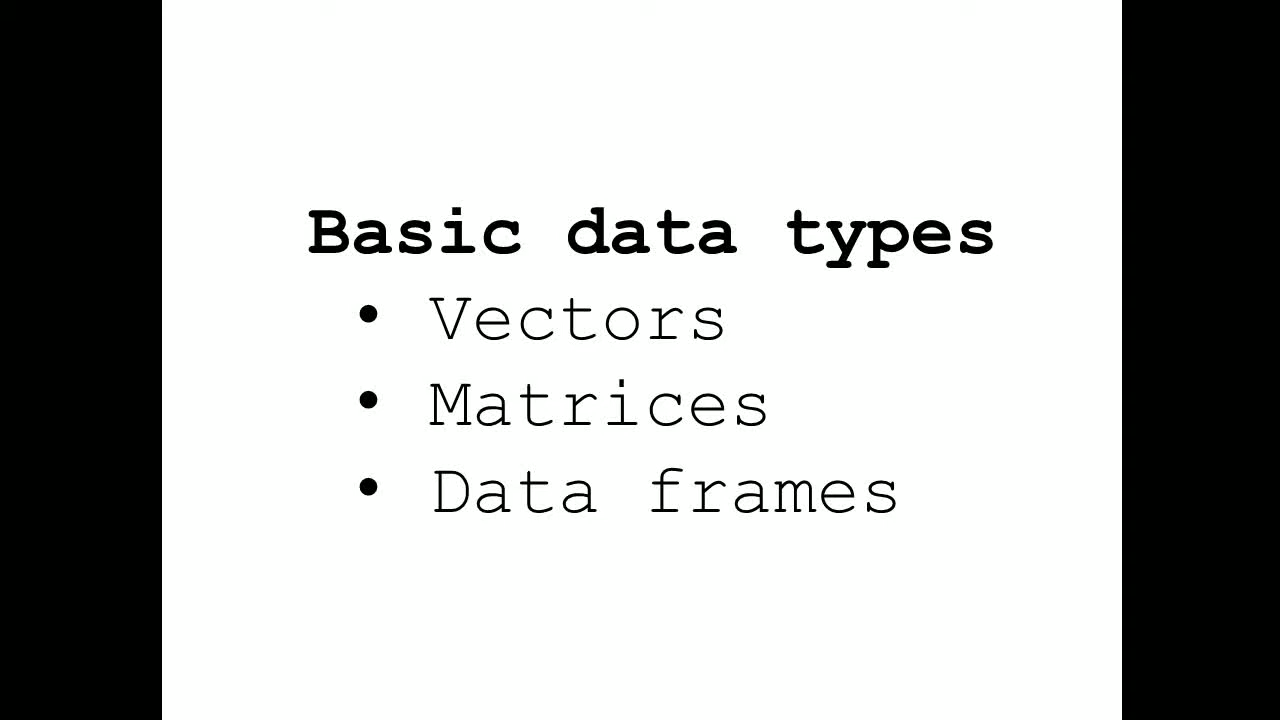 Basic data types
• Vectors
• Matrices
• Data frames